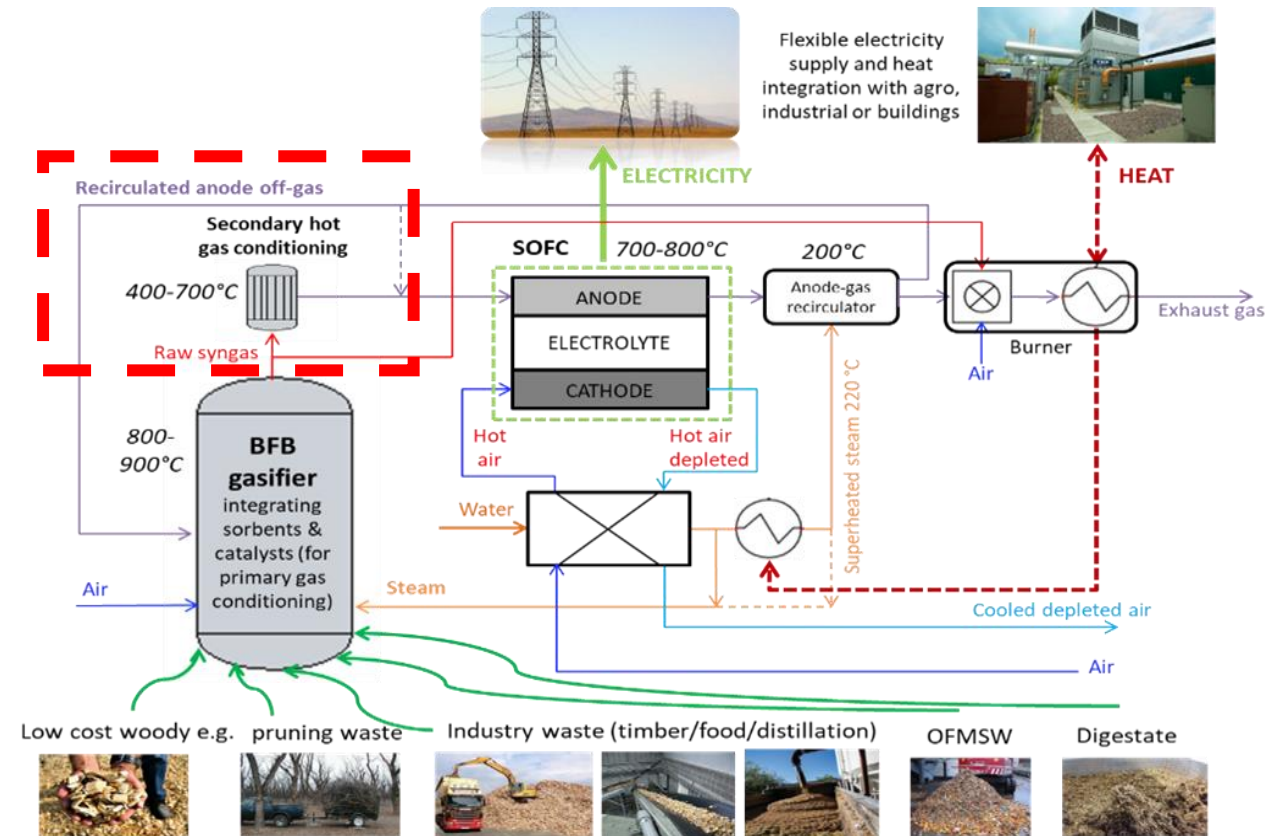 Flexible electricity
supply and heat
integration with agro,
industrial or buildings
ELECTRICITY
HEAT
Recirculated anode off-gas
Secondary hot
gas conditioning
400-700°C
Raw syngas
SOFC
700-800°C
200°C
ANODE
ELECTROLYTE
CATHODE
Anode-gas
recirculator
Burner
Air
Exhaust gas
800-
900°C
BFB
gasifier
integrating
sorbents &
catalysts (for
primary gas
conditioning)
Hot
air
Hot air
depleted
Superheated steam 220 °C
Water
Air
Steam
Cooled depleted air
Air
Low cost woody e.g.
pruning waste
Industry waste (timber/food/distillation)
OFMSW
Digestate